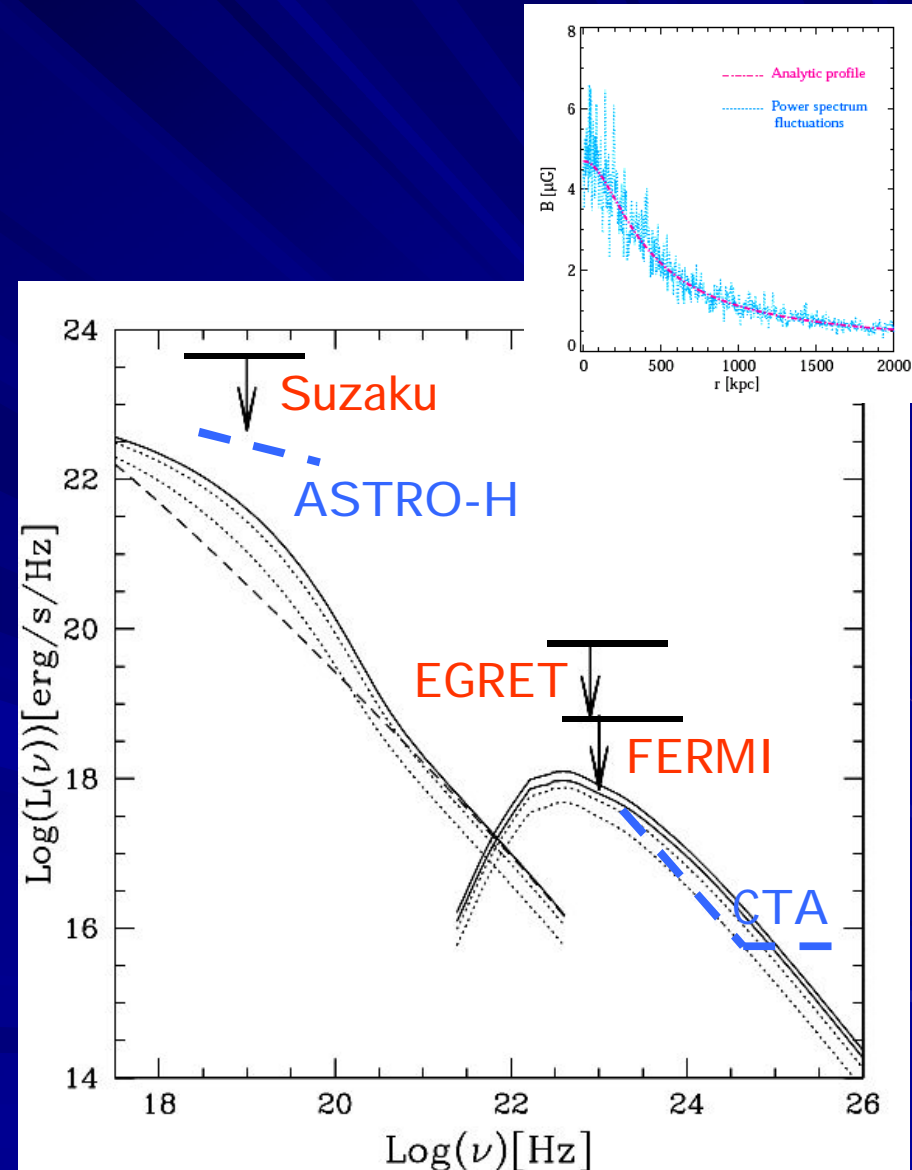 8
6
4
2
0
B [μG]
Analytic profile
Power spectrum
fluctuations
0 500 1000 1500 2000
r [kpc]
24
22
20
18
16
14
Log(L(ν))[erg/s/Hz]
Suzaku
ASTRO-H
EGRET
FERMI
CTA
18 20 22 24 26
Log(ν)[Hz]